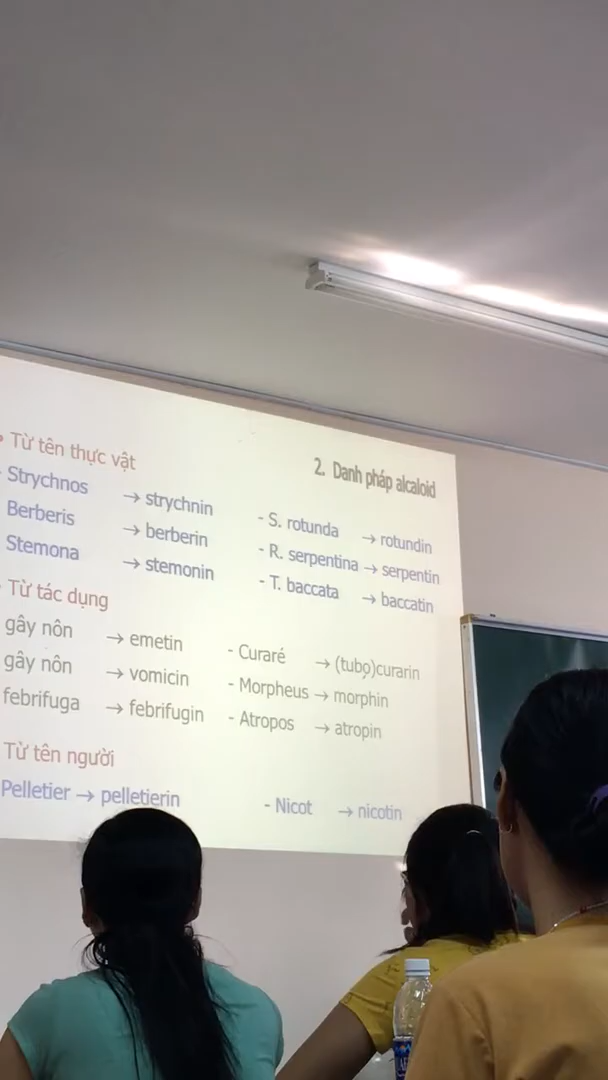 2. Danh pháp alcaloid
Từ tên thực vật
Strychnos → strychnin - S. rotunda → rotundin
Berberis → berberin - R. serpentina → serpentin
Stemona → stemonin - T. baccata → baccatin
Từ tác dụng
gây nôn → emetin - Curaré → (tubo)curarin
gây nôn → vomicin - Morpheus → morphin
febrifuga → febrifugin - Atropos → atropin
Từ tên người
Pelletier → pelletierin - Nicot → nicotin